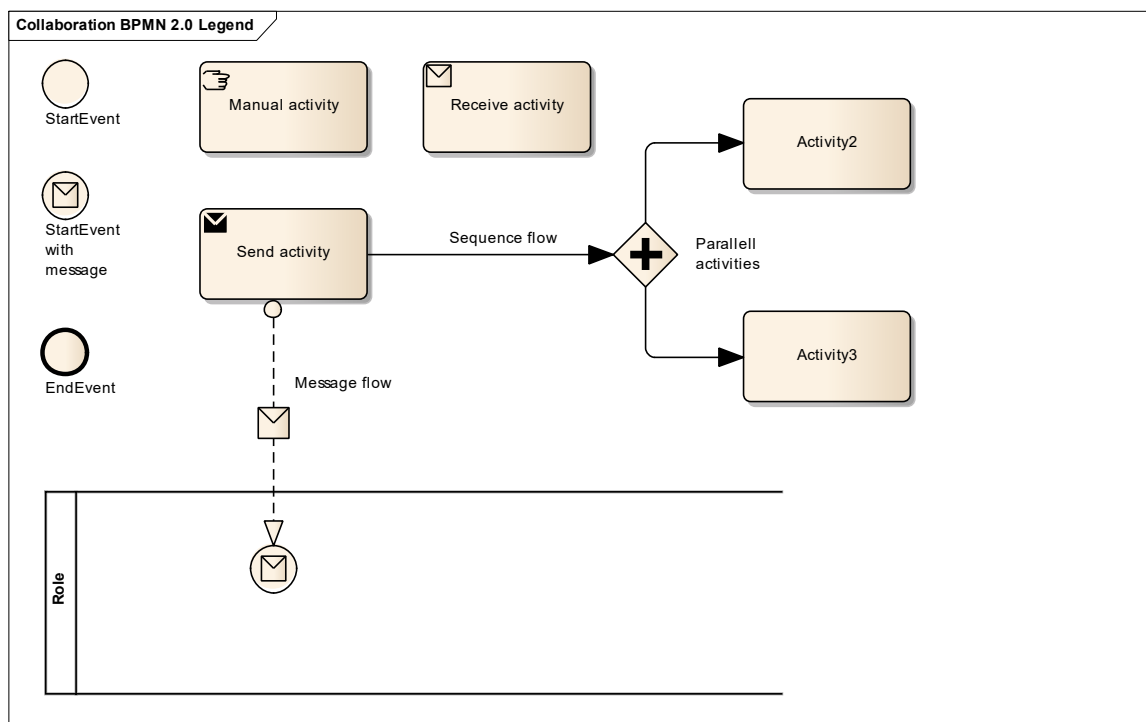 Collaboration BPMN 2.0 Legend
StartEvent
Manual activity
Receive activity
Activity2
StartEvent
with
message
Send activity
Sequence flow
Parallell
activities
Activity3
EndEvent
Message flow
Role